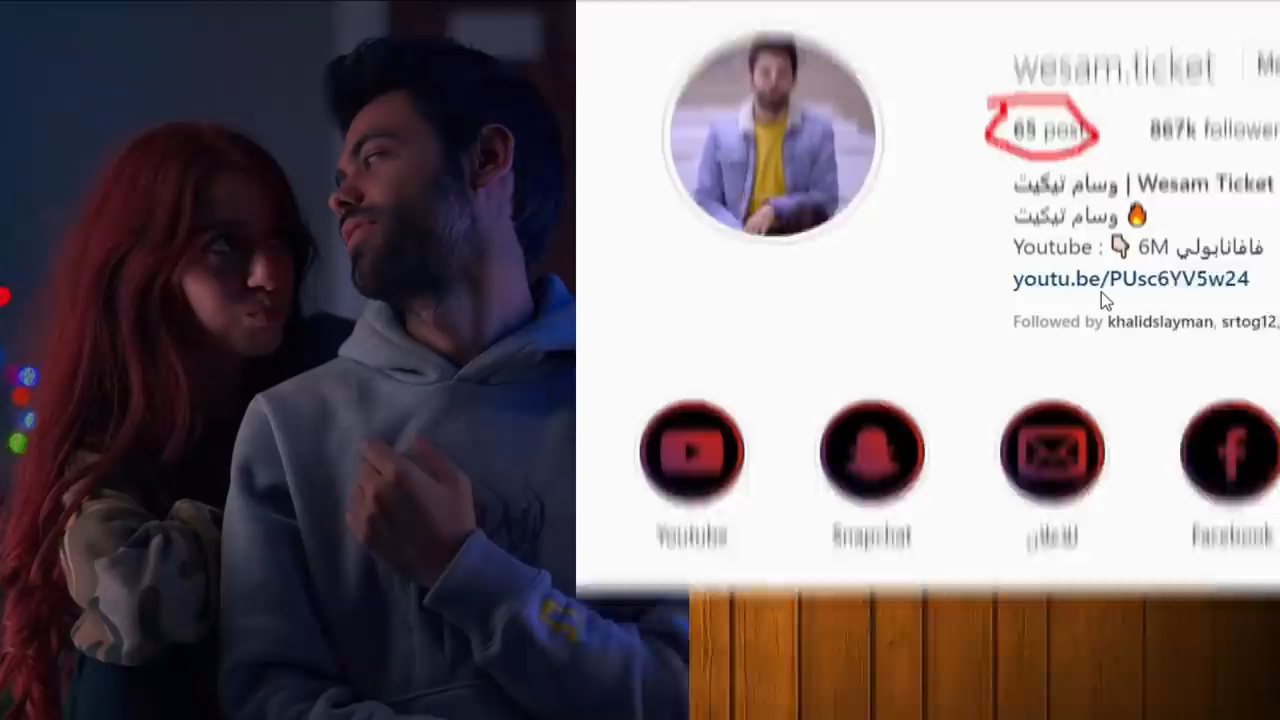 wesam.ticket
65 posts
867k follower
وسام تيكيت | Wesam Ticket
وسام تيكيت 🔥
Youtube : 👇🏻 6M فافانابولي
youtu.be/PUsc6YV5w24
Followed by khalidslayman, srtog12,
Youtube
Snapchat
للاعلان
Facebook